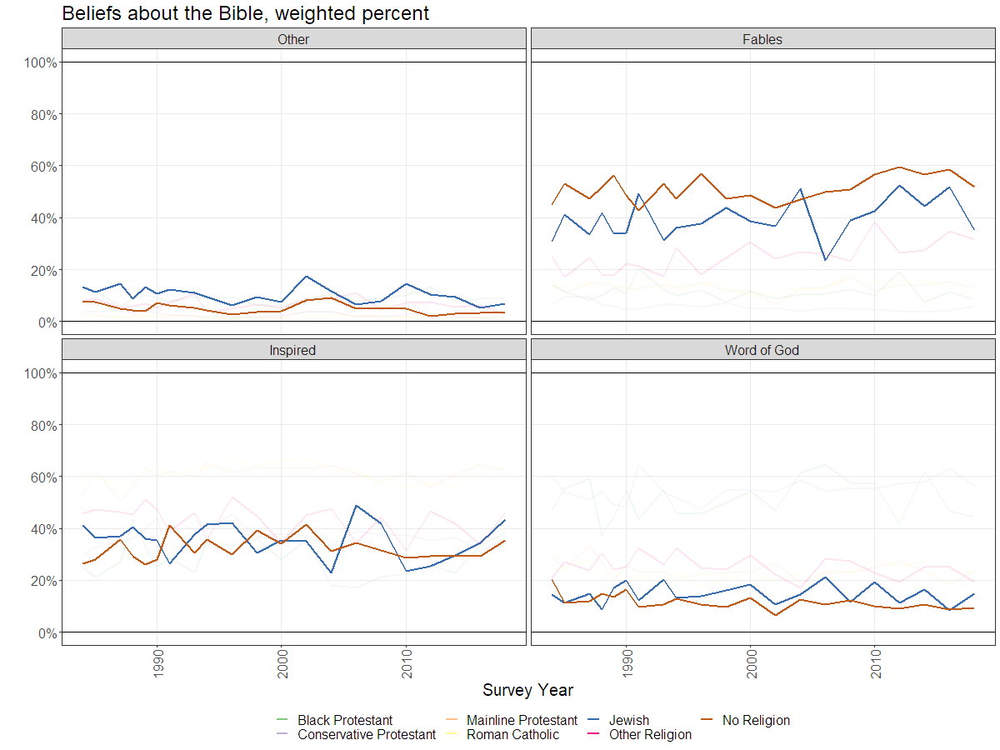 Beliefs about the Bible, weighted percent
Other
Fables
100%
80%
60%
40%
20%
0%
Inspired
Word of God
100%
80%
60%
40%
20%
0%
1990
2000
2010
1990
2000
2010
Survey Year
Black Protestant
Mainline Protestant
Jewish
No Religion
Conservative Protestant
Roman Catholic
Other Religion